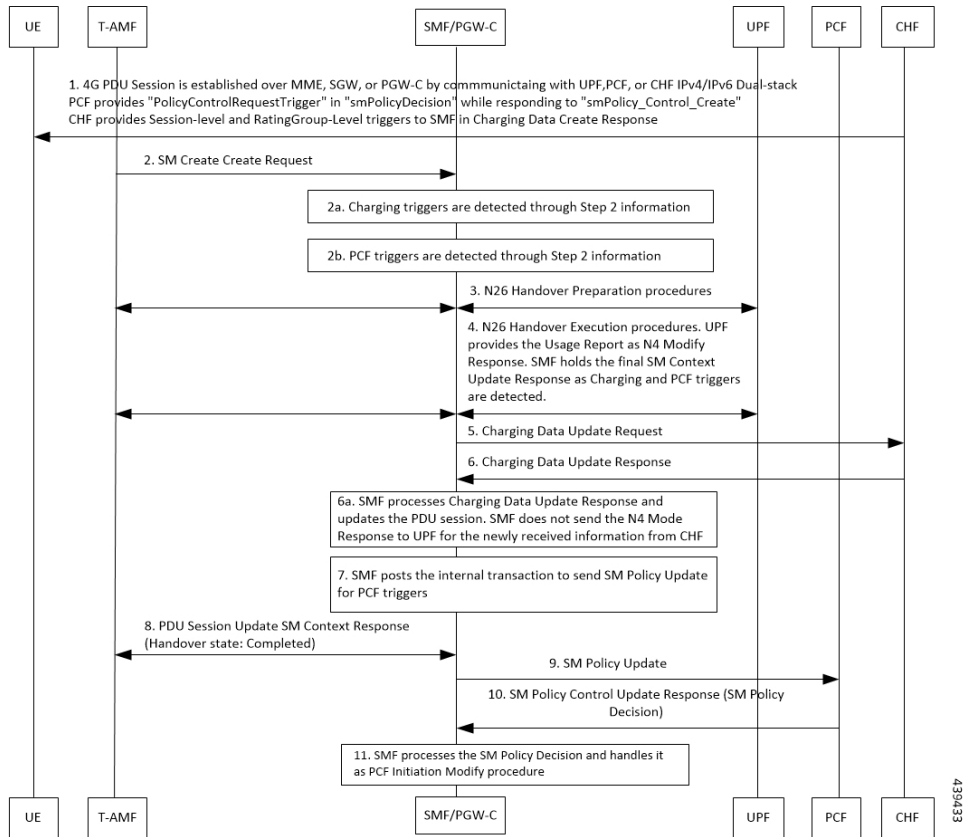 UE
T-AMF
SMF/PGW-C
UPF
PCF
CHF
1. 4G PDU Session is established over MME, SGW, or PGW-C by commmunictaing with UPF,PCF, or CHF IPv4/IPv6 Dual-stack
PCF provides "PolicyControlRequestTrigger" in "smPolicyDecision" while responding to "smPolicy_Control_Create"
CHF provides Session-level and RatingGroup-Level triggers to SMF in Charging Data Create Response
2. SM Create Create Request
2a. Charging triggers are detected through Step 2 information
2b. PCF triggers are detected through Step 2 information
3. N26 Handover Preparation procedures
4. N26 Handover Execution procedures. UPF
provides the Usage Report as N4 Modify
Response. SMF holds the final SM Context
Update Response as Charging and PCF triggers
are detected.
5. Charging Data Update Request
6. Charging Data Update Response
6a. SMF processes Charging Data Update Response and
updates the PDU session. SMF does not send the N4 Mode
Response to UPF for the newly received information from CHF
7. SMF posts the internal transaction to send SM Policy Update
for PCF triggers
8. PDU Session Update SM Context Response
(Handover state: Completed)
9. SM Policy Update
10. SM Policy Control Update Response (SM Policy
Decision)
11. SMF processes the SM Policy Decision and handles it
as PCF Initiation Modify procedure
UE
T-AMF
SMF/PGW-C
UPF
PCF
CHF
439433